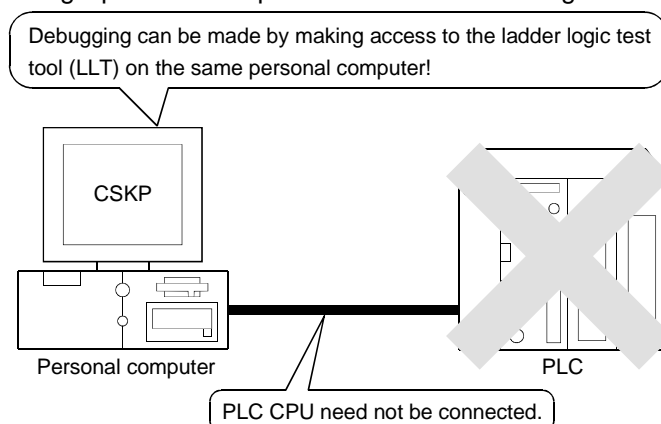 Debugging can be made by making access to the ladder logic test
tool (LLT) on the same personal computer!
CSKP
Personal computer
PLC
PLC CPU need not be connected.